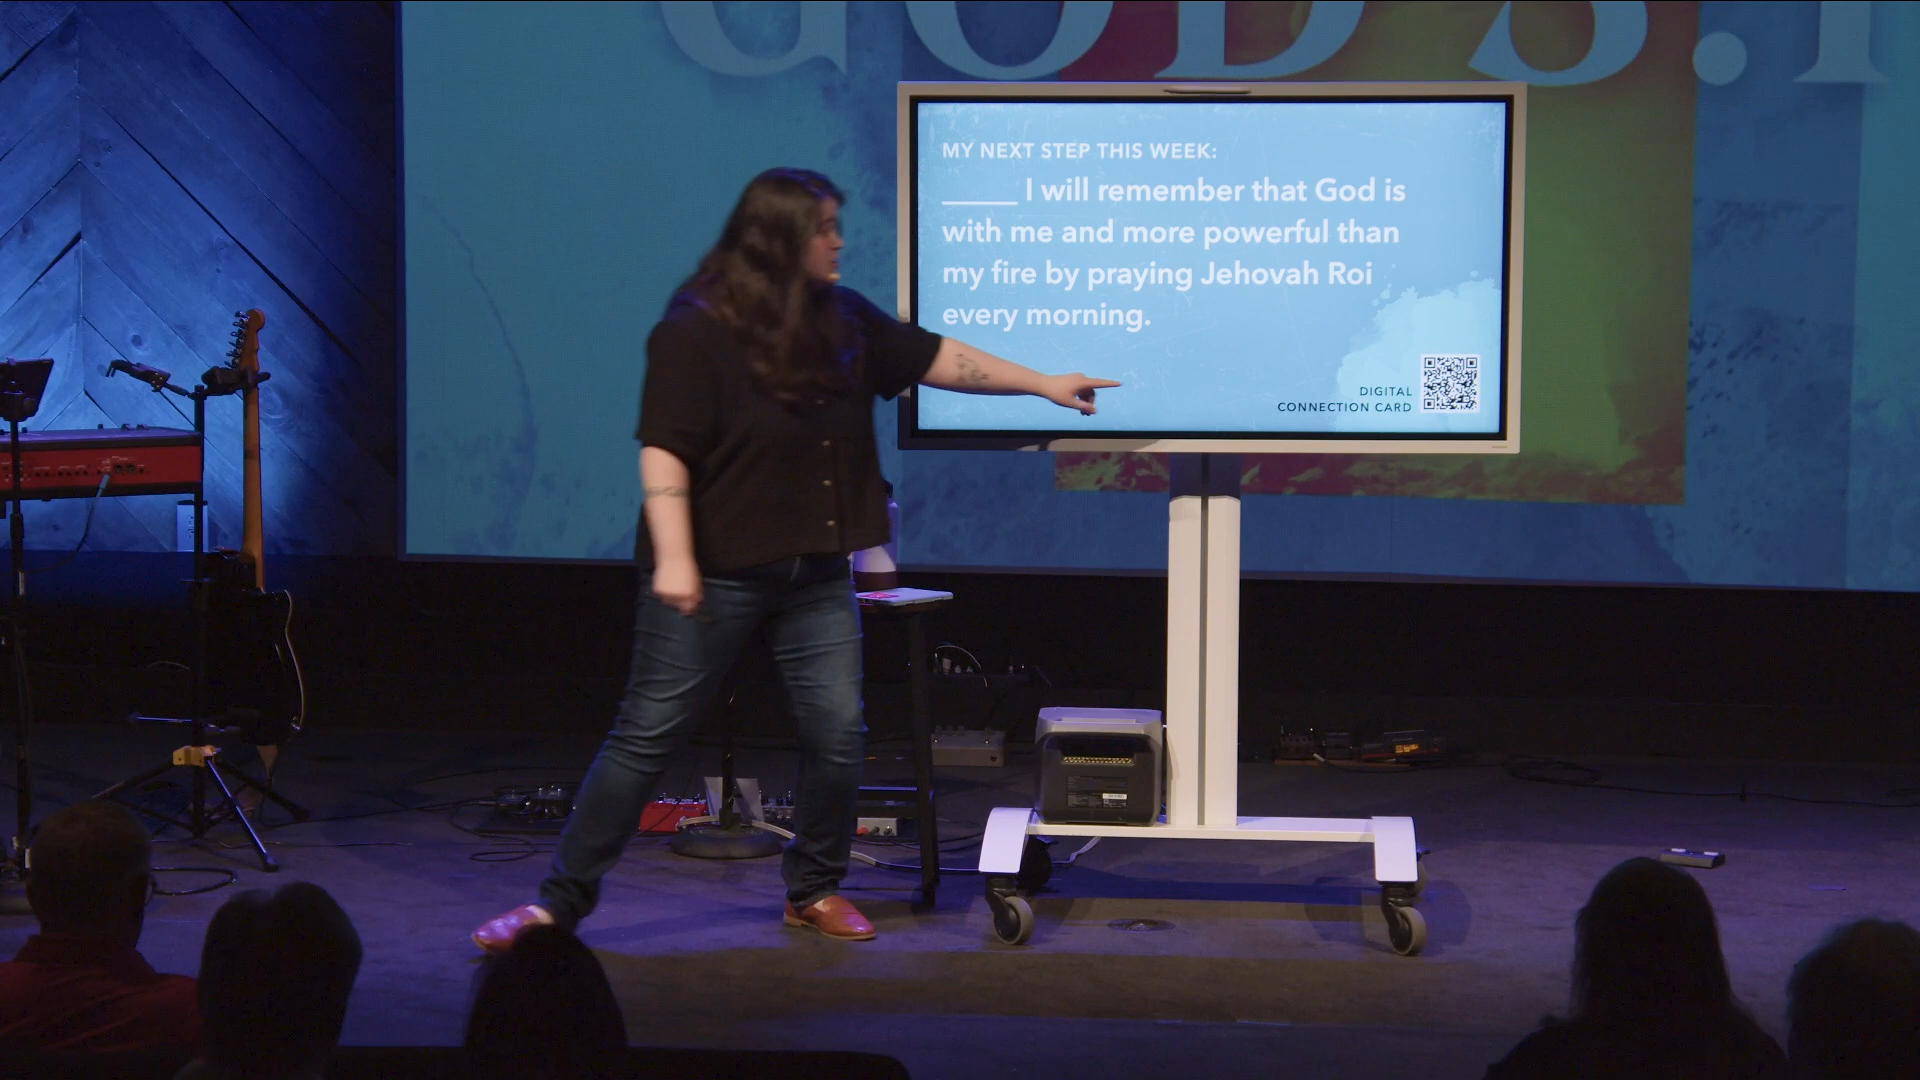 GOD'S.
MY NEXT STEP THIS WEEK:
_____ I will remember that God is
with me and more powerful than
my fire by praying Jehovah Roi
every morning.
DIGITAL
CONNECTION CARD